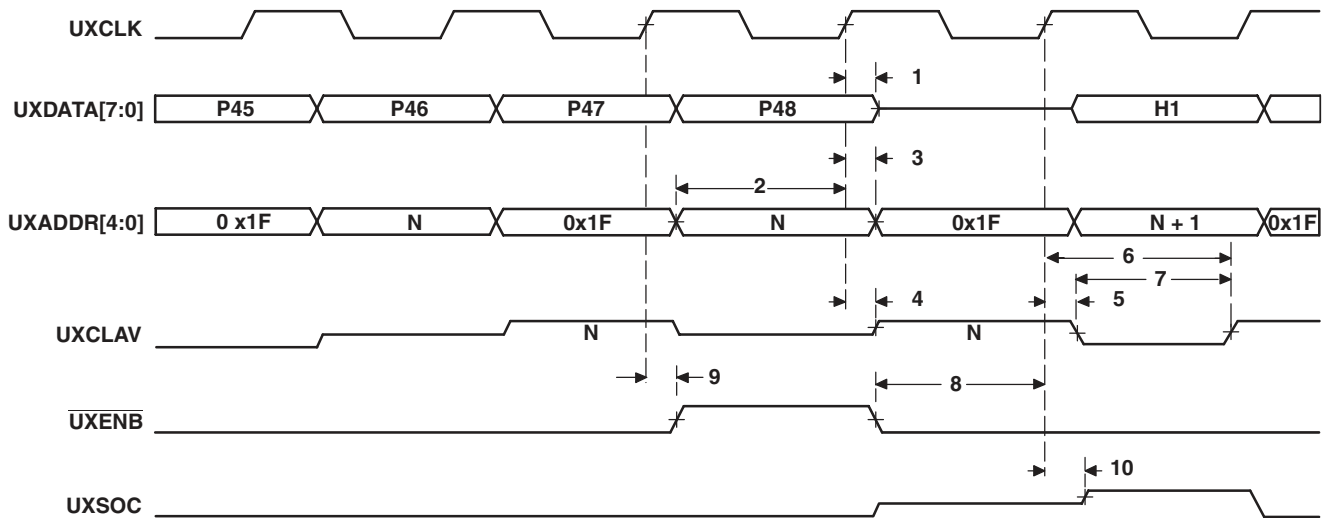 UXCLK
1
UXDATA[7:0] P45 P46 P47 P48 H1
3
2
UXADDR[4:0] 0 x1F N 0x1F N 0x1F N + 1 0x1F
6
7
4 5
UXCLAV N N
9 8
UXENB
10
UXSOC